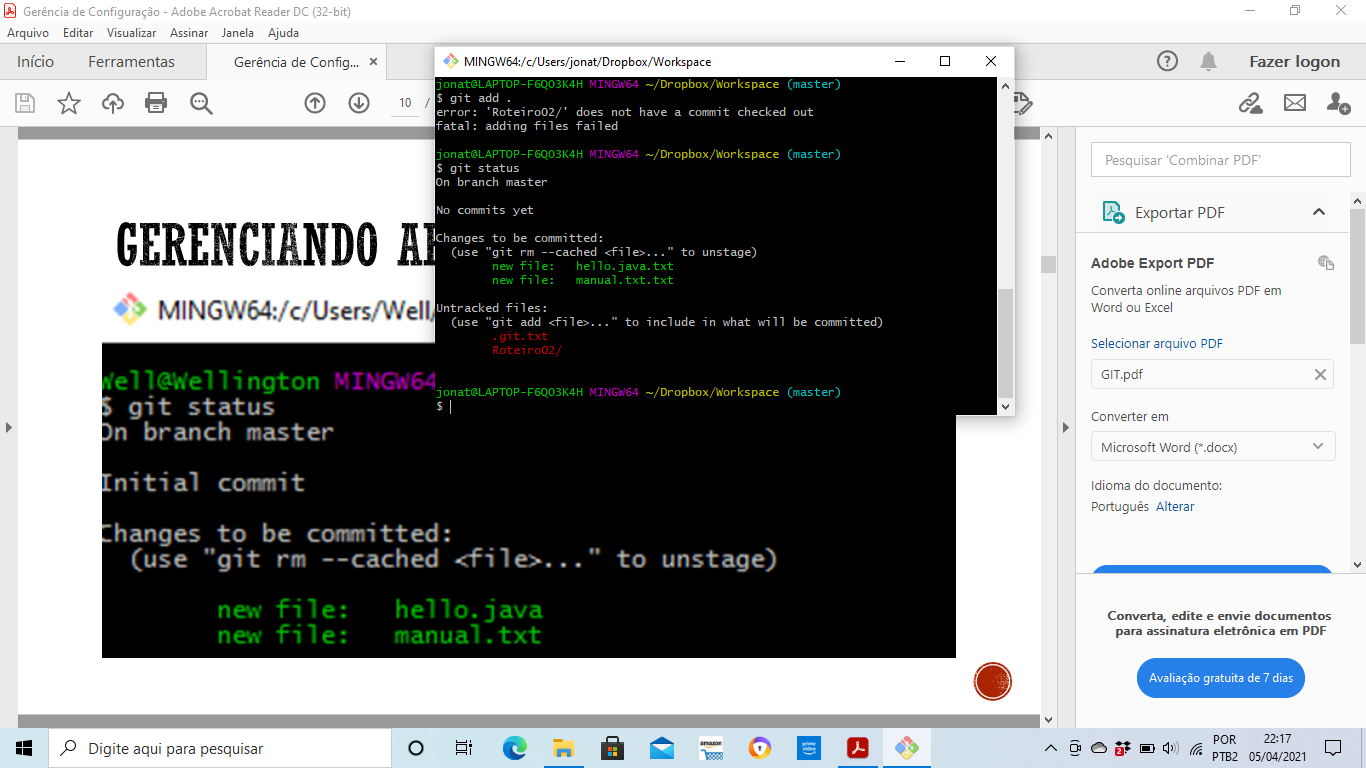 Gerência de Configuração - Adobe Acrobat Reader DC (32-bit)
Arquivo Editar Visualizar Assinar Janela Ajuda
Início Ferramentas Gerência de Config... Fazer logon
10 /
GERENCIANDO
MINGW64:/c/Users/Well/
Well@Wellington MINGW64
$ git status
On branch master
Initial commit
Changes to be committed:
(use "git rm --cached <file>..." to unstage)
new file: hello.java
new file: manual.txt
MINGW64:/c/Users/jonat/Dropbox/Workspace
jonat@LAPTOP-F6QO3K4H MINGW64 ~/Dropbox/Workspace (master)
$ git add .
error: 'Roteiro02/' does not have a commit checked out
fatal: adding files failed
jonat@LAPTOP-F6QO3K4H MINGW64 ~/Dropbox/Workspace (master)
$ git status
On branch master
No commits yet
Changes to be committed:
(use "git rm --cached <file>..." to unstage)
new file: hello.java.txt
new file: manual.txt.txt
Untracked files:
(use "git add <file>..." to include in what will be committed)
.git.txt
Roteiro02/
jonat@LAPTOP-F6QO3K4H MINGW64 ~/Dropbox/Workspace (master)
$
Pesquisar 'Combinar PDF'
Exportar PDF
Adobe Export PDF
Converta online arquivos PDF em
Word ou Excel
Selecionar arquivo PDF
GIT.pdf
Converter em
Microsoft Word (*.docx)
Idioma do documento:
Português Alterar
Converta, edite e envie documentos
para assinatura eletrônica em PDF
Avaliação gratuita de 7 dias
Digite aqui para pesquisar
amazon
prime video
2
POR
PTB2
22:17
05/04/2021